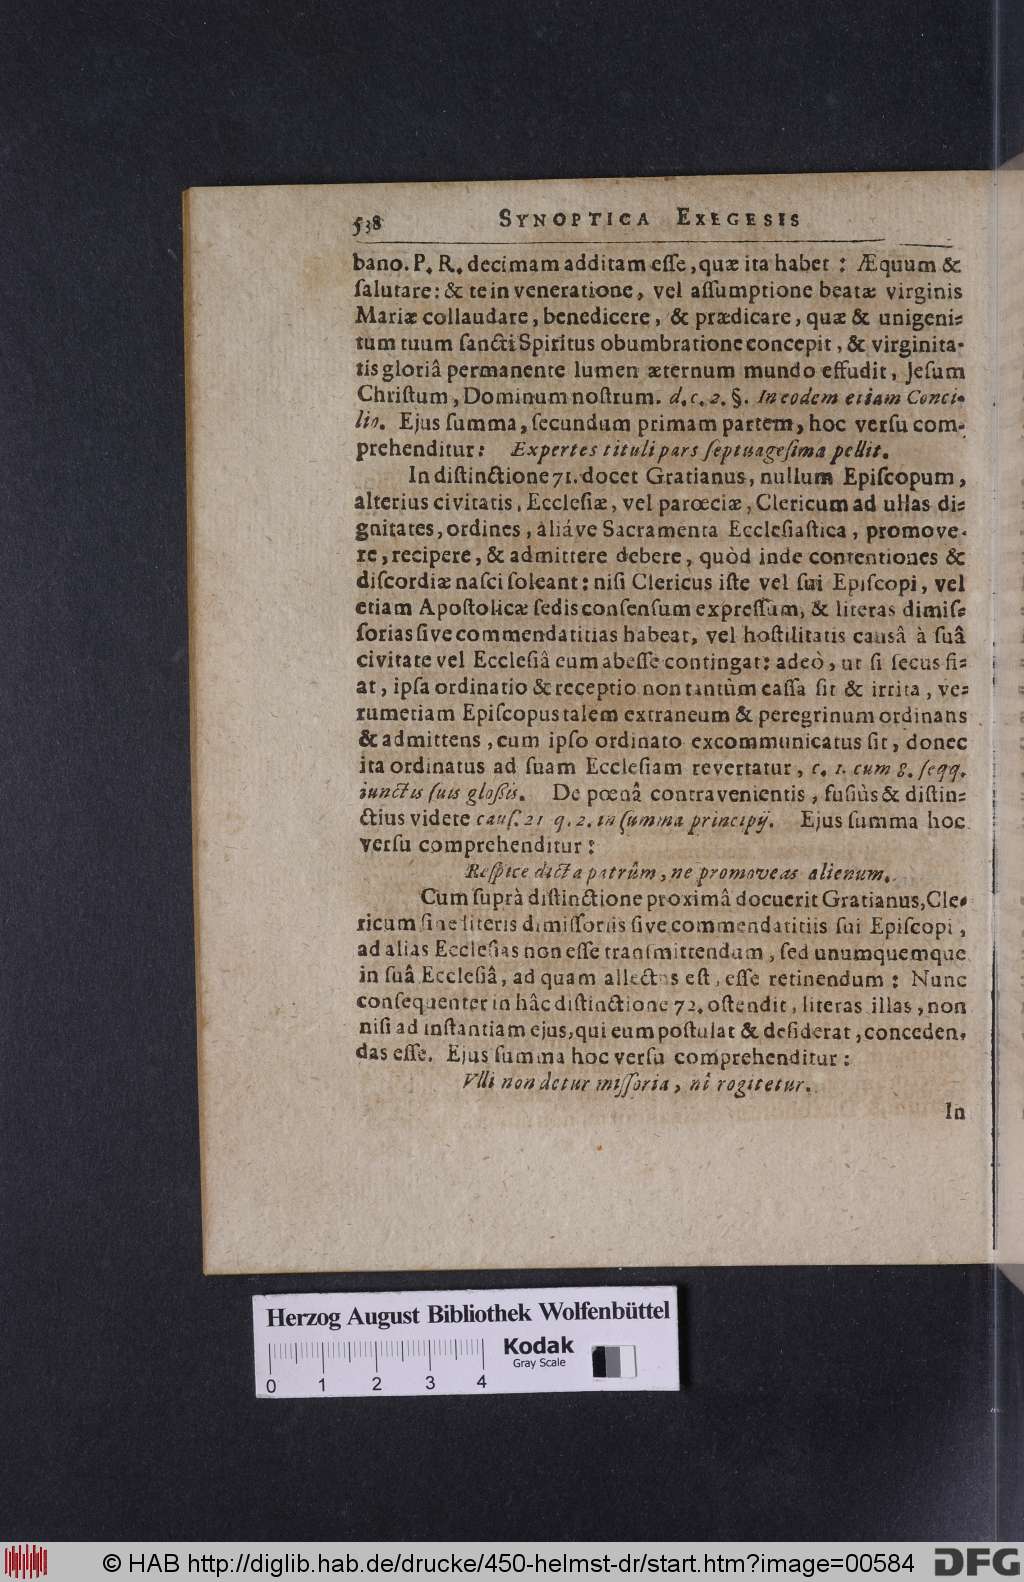 538 SYNOPTICA EXEGESIS
bano. P. R. decimam additam eſſe, quæ ita habet : Æquum &
ſalutare: & te in veneratione, vel aſſumptione beatæ virginis
Mariæ collaudare, benedicere, & prædicare, quæ & unigeni-
tum tuum ſancti Spiritus obumbratione concepit, & virginita-
tis gloriâ permanente lumen æternum mundo effudit, Jeſum
Chriſtum, Dominum noſtrum. d. c. 2. §. In eodem etiam Conci-
lio. Ejus ſumma, ſecundum primam partem, hoc verſu com-
prehenditur: Expertes tituli pars ſeptuageſima pellit.
In diſtinctione 71. docet Gratianus, nullum Epiſcopum,
alterius civitatis, Eccleſiæ, vel parœciæ, Clericum ad ullas di-
gnitates, ordines, aliáve Sacramenta Eccleſiaſtica, promove-
re, recipere, & admittere debere, quòd inde contentiones &
diſcordiæ naſci ſoleant: niſi Clericus iſte vel ſui Epiſcopi, vel
etiam Apoſtolicæ ſedis conſenſum expreſſum, & literas dimiſ-
ſorias ſive commendatitias habeat, vel hoſtilitatis causâ à ſuâ
civitate vel Eccleſiâ eum abeſſe contingat: adeò, ut ſi ſecus fi-
at, ipſa ordinatio & receptio non tantùm caſſa ſit & irrita, ve-
rum etiam Epiſcopus talem extraneum & peregrinum ordinans
& admittens, cum ipſo ordinato excommunicatus ſit, donec
ita ordinatus ad ſuam Eccleſiam revertatur, c. 1. cum 8. ſeqq.
junctis ſuis gloßis. De pœnâ contravenientis, fuſiùs & diſtin-
ctius videte cauſ. 21 q. 2. in ſumma principij. Ejus ſumma hoc
verſu comprehenditur:
Reſpice dicta patrûm, ne promoveas alienum.
Cum ſuprà diſtinctione proximâ docuerit Gratianus, Cle-
ricum ſine literis dimiſſoriis ſive commendatitiis ſui Epiſcopi,
ad alias Eccleſias non eſſe tranſmittendum, ſed unumquemque
in ſuâ Eccleſiâ, ad quam allectus eſt, eſſe retinendum: Nunc
conſequenter in hâc diſtinctione 72. oſtendit, literas illas, non
niſi ad inſtantiam ejus, qui eum poſtulat & deſiderat, conceden-
das eſſe. Ejus ſumma hoc verſu comprehenditur:
Vlli non detur miſſoria, nî rogitetur.
In
Herzog August Bibliothek Wolfenbüttel
Kodak
Gray Scale
0 1 2 3 4
© HAB http://diglib.hab.de/drucke/450-helmst-dr/start.htm?image=00584
DFG